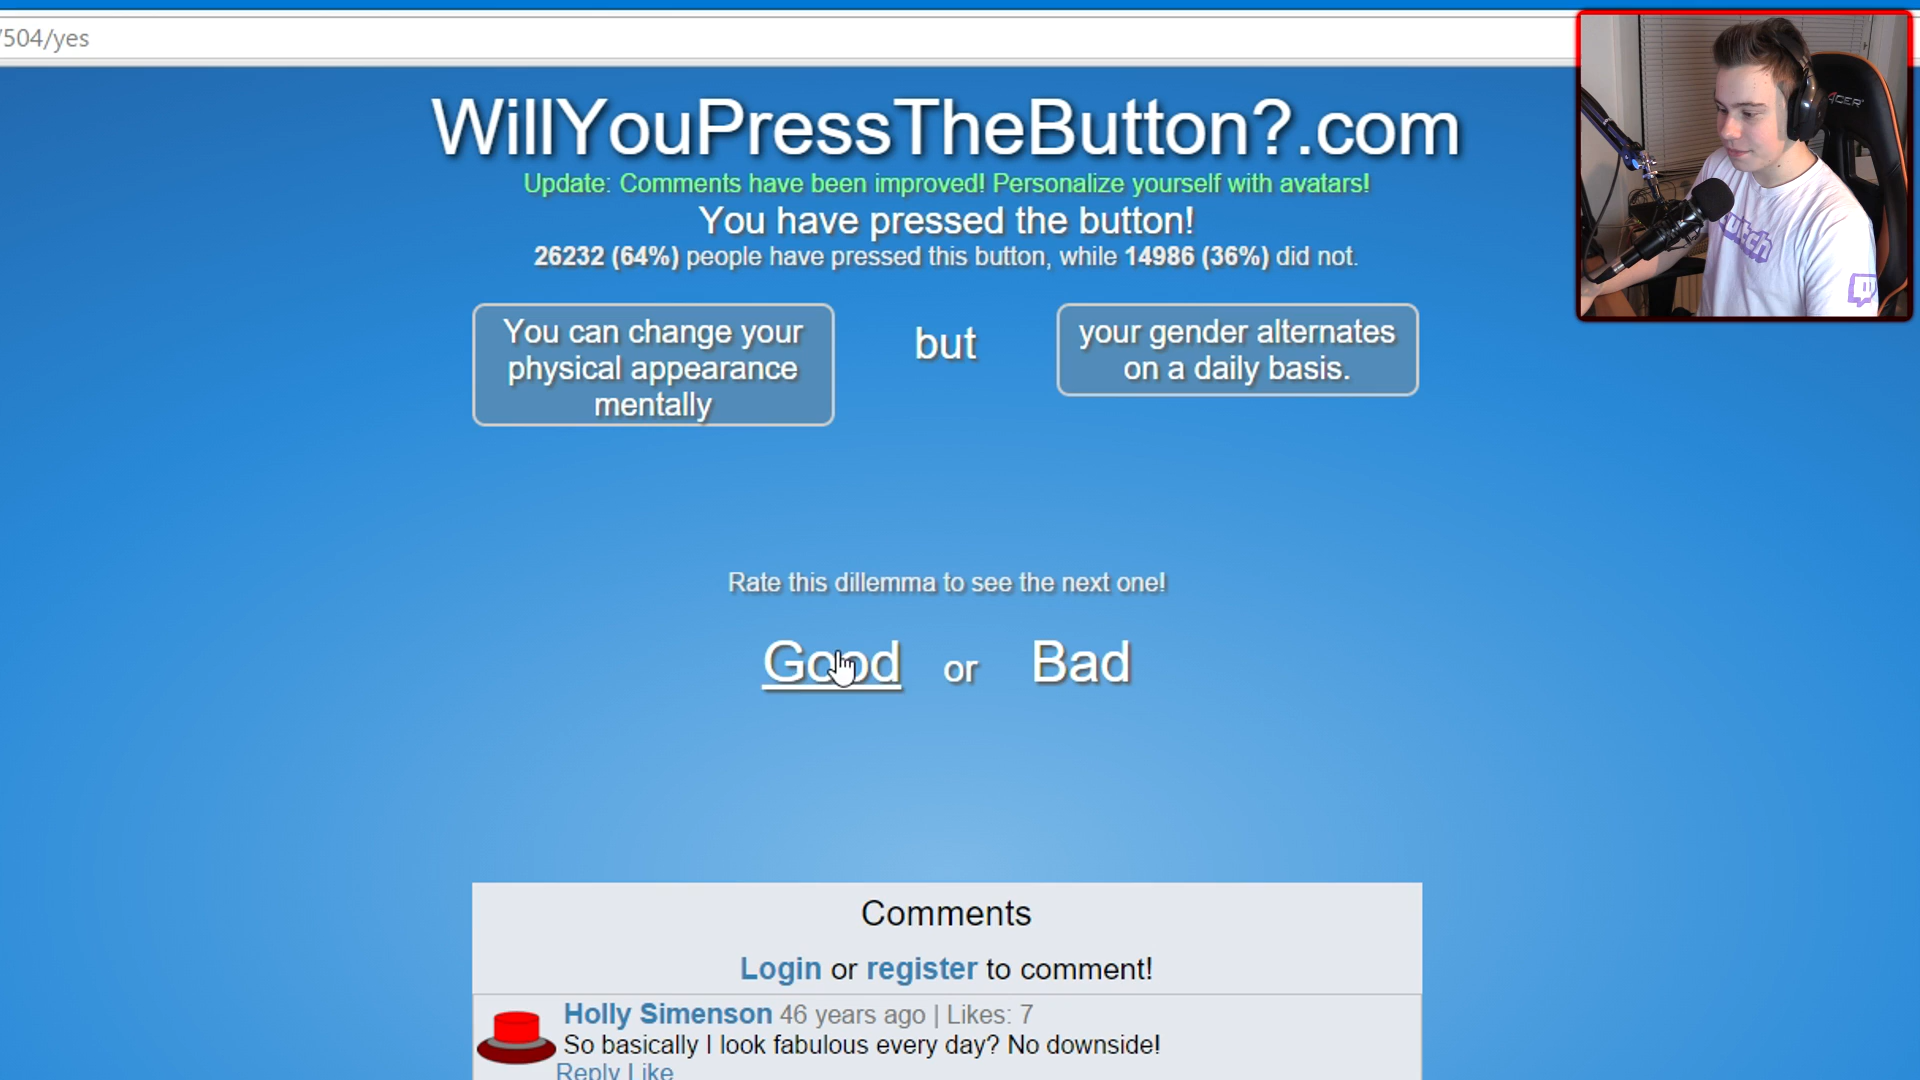 /504/yes
WillYouPressTheButton?.com
Update: Comments have been improved! Personalize yourself with avatars!
You have pressed the button!
26232 (64%) people have pressed this button, while 14986 (36%) did not.
You can change your
physical appearance
mentally
but
your gender alternates
on a daily basis.
Rate this dillemma to see the next one!
Good or Bad
Comments
Login or register to comment!
Holly Simenson 46 years ago | Likes: 7
So basically I look fabulous every day? No downside!
Reply Like